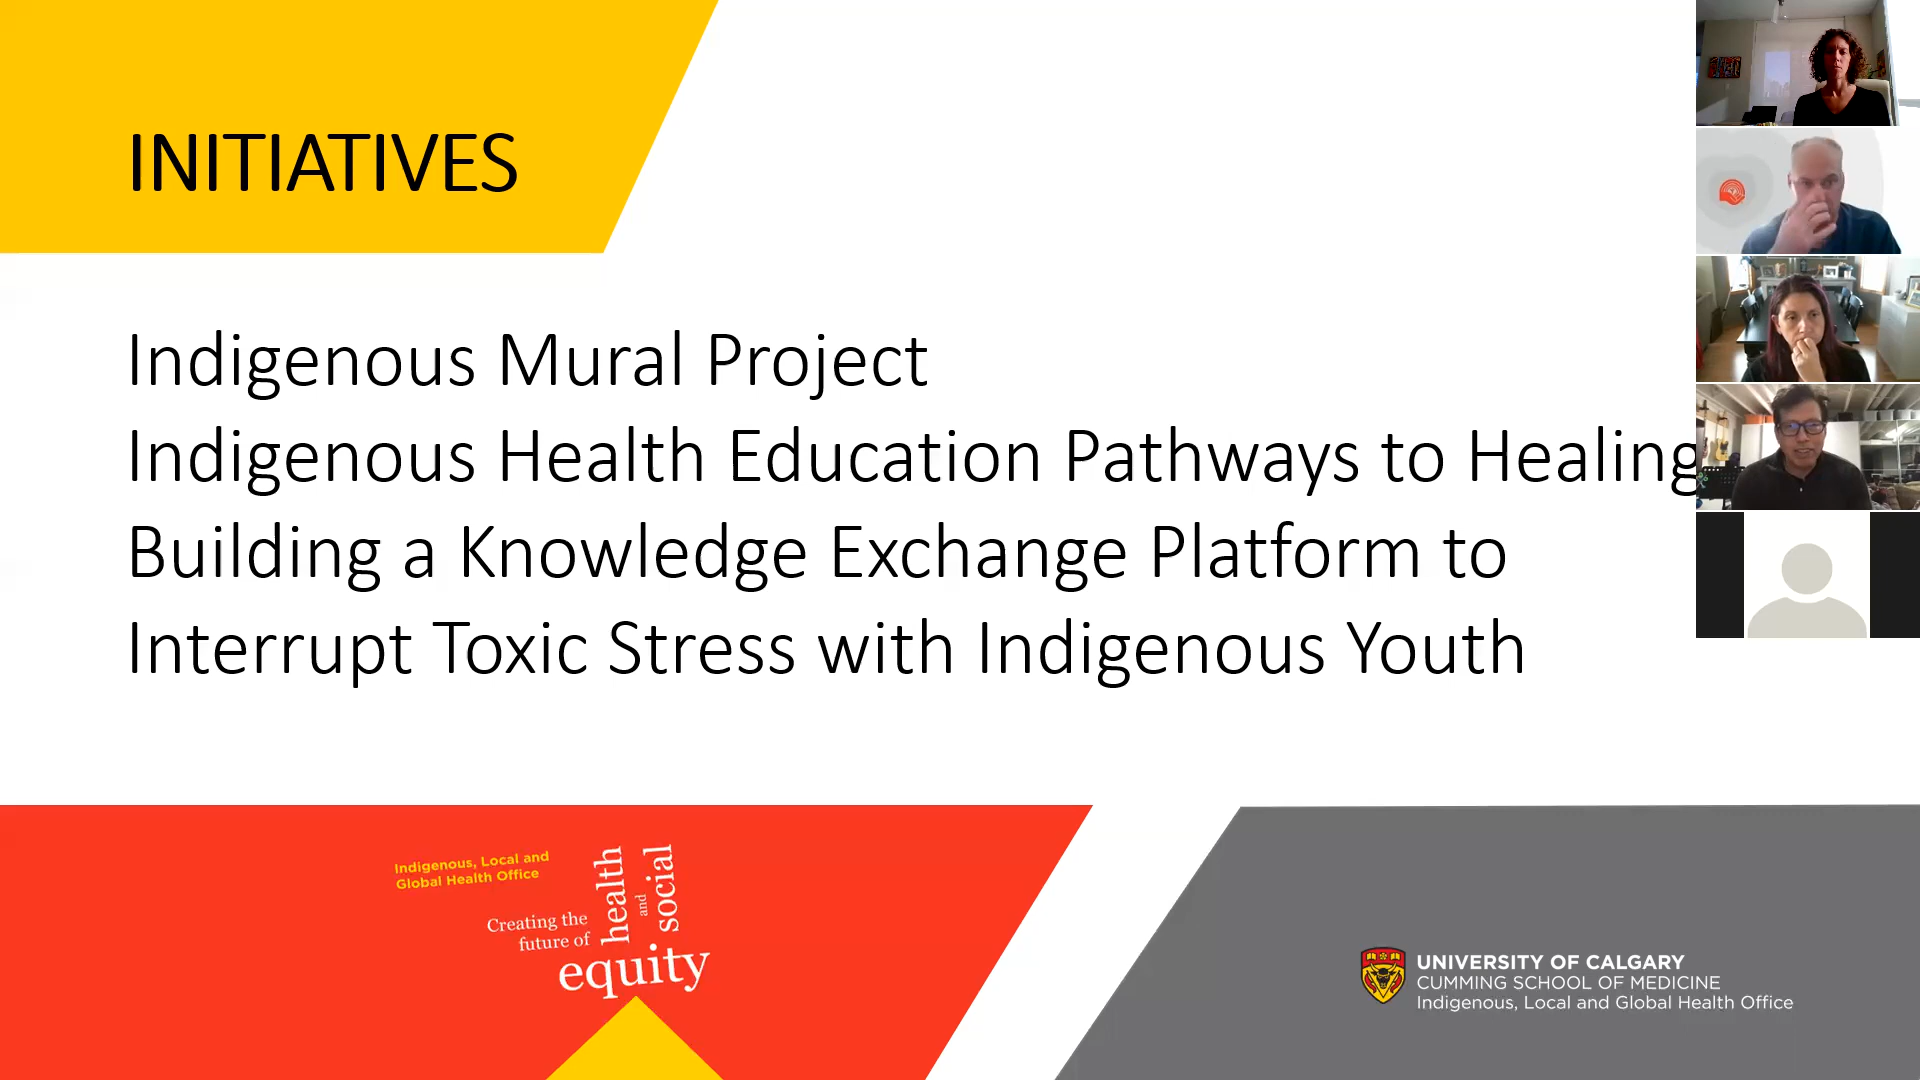 INITIATIVES
Indigenous Mural Project
Indigenous Health Education Pathways to Healing
Building a Knowledge Exchange Platform to
Interrupt Toxic Stress with Indigenous Youth
Indigenous, Local and
Global Health Office
Creating the
future of
health
and
social
equity
UNIVERSITY OF CALGARY
CUMMING SCHOOL OF MEDICINE
Indigenous, Local and Global Health Office